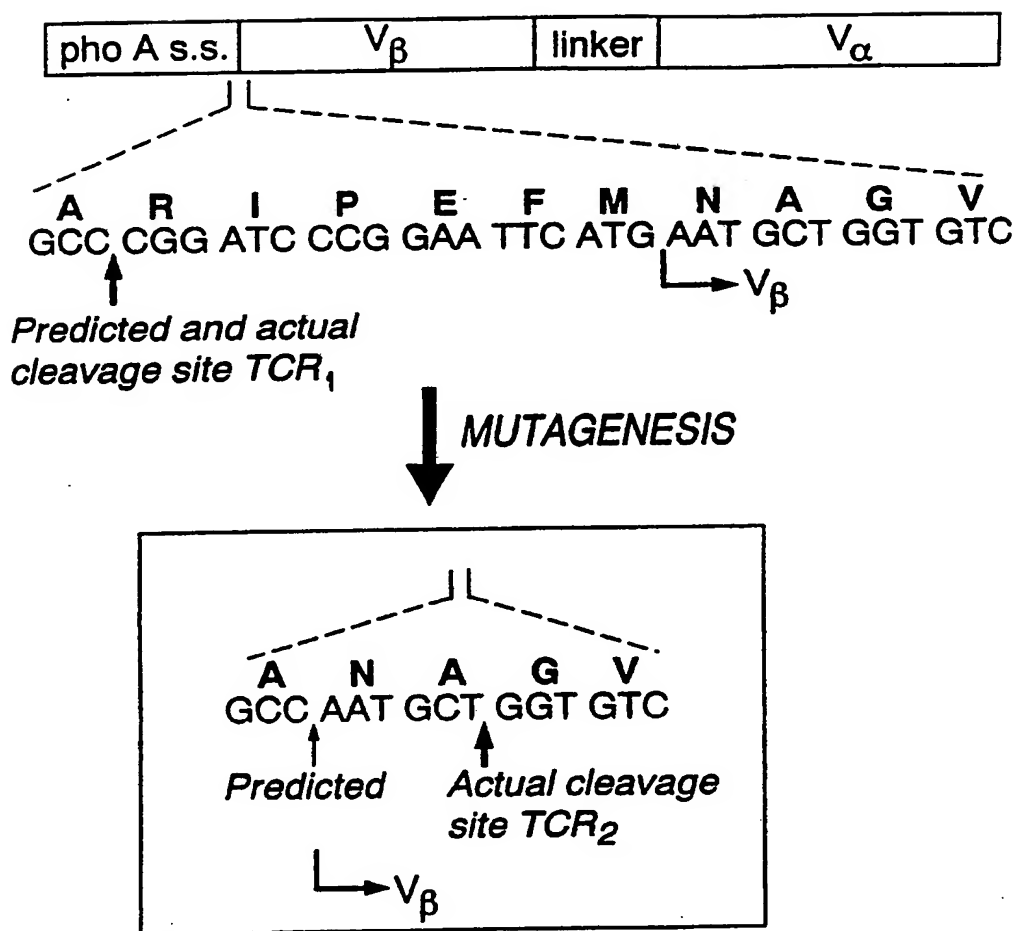 pho A s.s. Vβ linker Vα
A R I P E F M N A G V
GCC CGG ATC CCG GAA TTC ATG AAT GCT GGT GTC
Vβ
Predicted and actual
cleavage site TCR₁
MUTAGENESIS
A N A G V
GCC AAT GCT GGT GTC
Predicted Actual cleavage
site TCR₂
Vβ